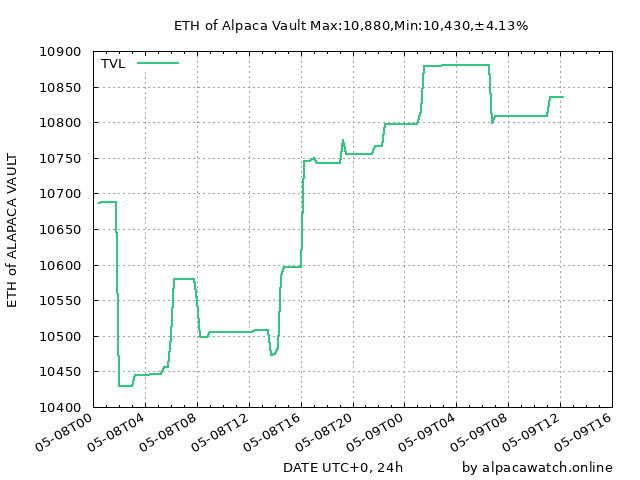 ETH of Alpaca Vault Max:10,880,Min:10,430,±4.13%
TVL
10900
10850
10800
10750
10700
10650
10600
10550
10500
10450
10400
ETH of ALAPACA VAULT
05-08T00
05-08T04
05-08T08
05-08T12
05-08T16
05-08T20
05-09T00
05-09T04
05-09T08
05-09T12
05-09T16
DATE UTC+0, 24h
by alpacawatch.online